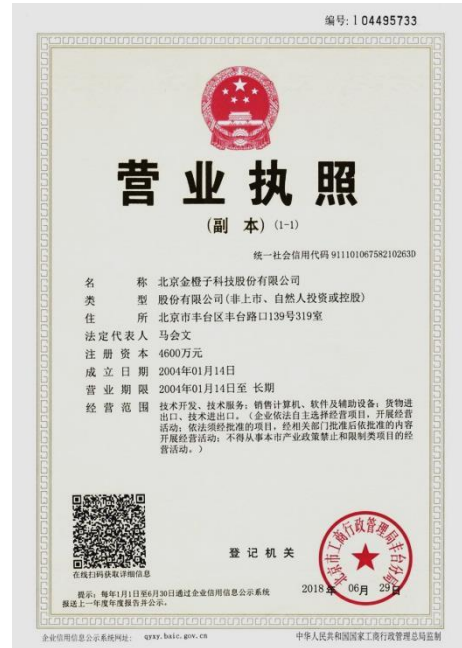 编号:1 04495733
营业执照
(副 本) (1-1)
统一社会信用代码 91110106758210263D
名 称 北京金橙子科技股份有限公司
类 型 股份有限公司(非上市、自然人投资或控股)
住 所 北京市丰台区丰台路口139号319室
法定代表人 马会文
注册资本 4600万元
成立日期 2004年01月14日
营业期限 2004年01月14日至 长期
经营范围 技术开发、技术服务；销售计算机、软件及辅助设备；货物进
出口、技术进出口。（企业依法自主选择经营项目，开展经营
活动；依法须经批准的项目，经相关部门批准后依批准的内容
开展经营活动；不得从事本市产业政策禁止和限制类项目的经
营活动。）
在线扫码获取详细信息
登记机关
北京市工商行政管理局丰台分局
2018年 06月 29日
提示：每年1月1日至6月30日通过企业信用信息公示系统
报送上一年度年度报告并公示。
企业信用信息公示系统网址： qyxy.baic.gov.cn
中华人民共和国国家工商行政管理总局监制